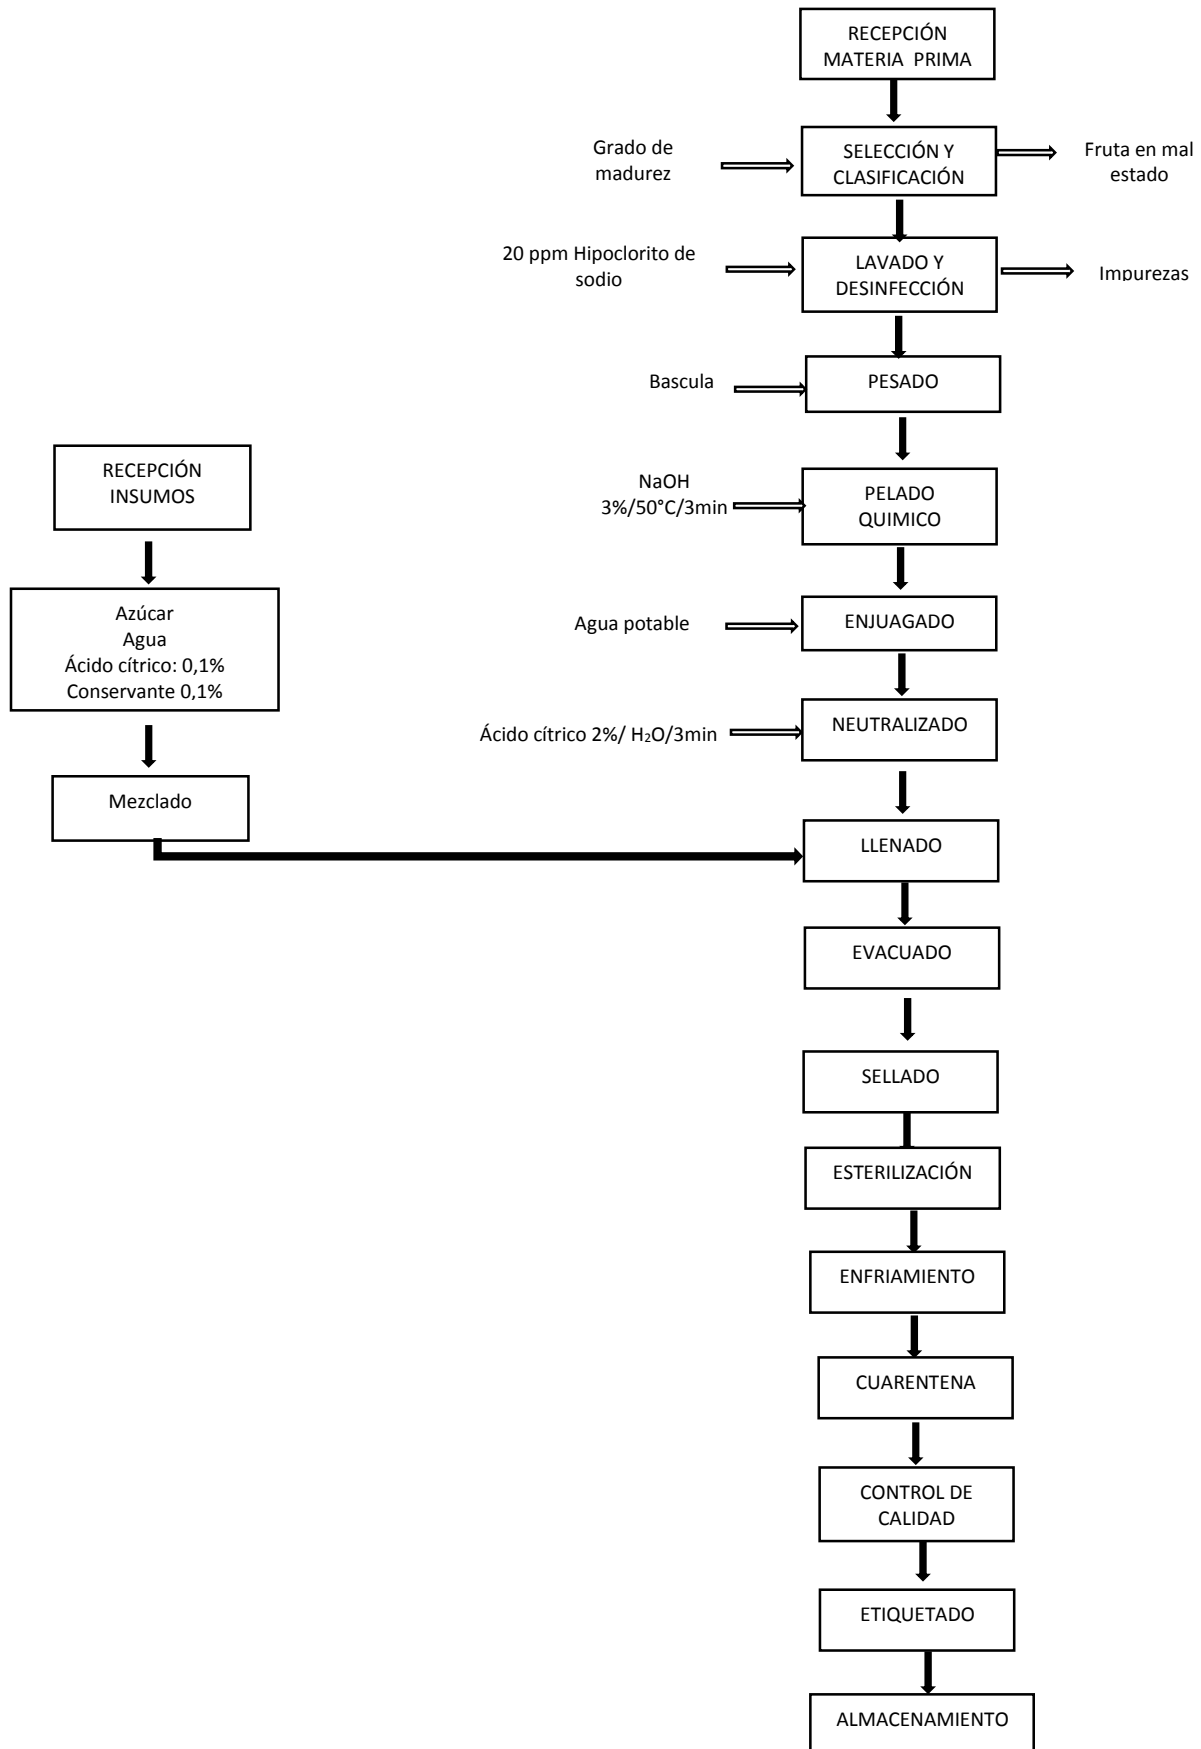 RECEPCIÓN
MATERIA PRIMA
Grado de
madurez
SELECCIÓN Y
CLASIFICACIÓN
Fruta en mal
estado
20 ppm Hipoclorito de
sodio
LAVADO Y
DESINFECCIÓN
Impurezas
Bascula
PESADO
RECEPCIÓN
INSUMOS
NaOH
3%/50°C/3min
PELADO
QUIMICO
Azúcar
Agua
Ácido cítrico: 0,1%
Conservante 0,1%
Agua potable
ENJUAGADO
Ácido cítrico 2%/ H₂O/3min
NEUTRALIZADO
Mezclado
LLENADO
EVACUADO
SELLADO
ESTERILIZACIÓN
ENFRIAMIENTO
CUARENTENA
CONTROL DE
CALIDAD
ETIQUETADO
ALMACENAMIENTO